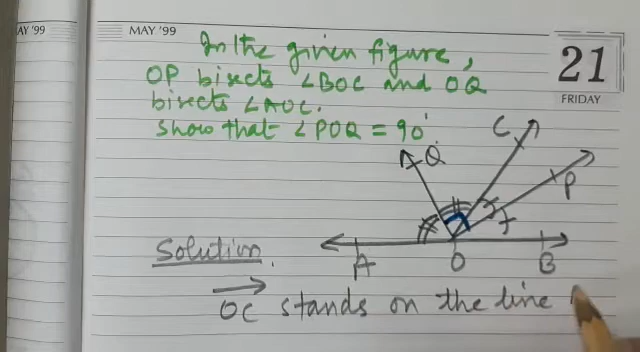 AY '99
MAY '99
21
FRIDAY
In the given figure,
OP bisects ∠BOC and OQ
bisects ∠AOC.
Show that ∠POQ = 90°.
C
Q
P
A
O
B
Solution
OC stands on the line